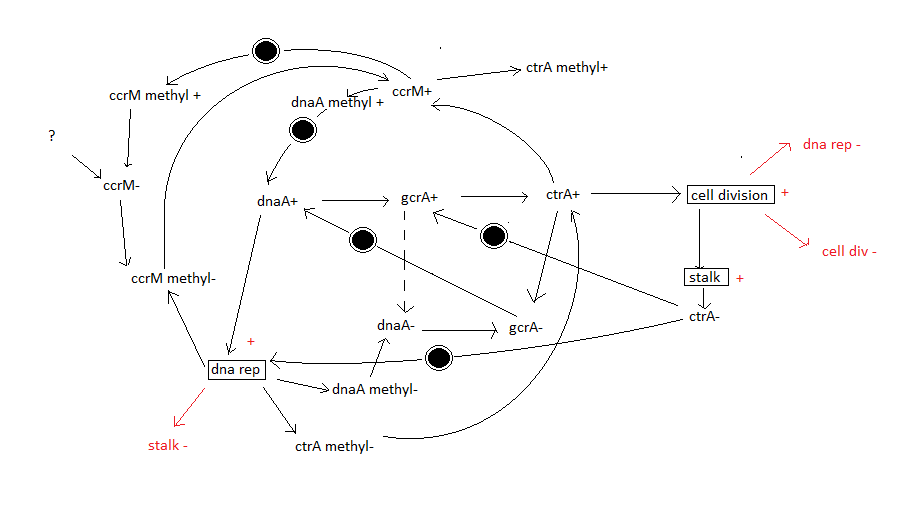 ctrA methyl+
ccrM methyl +
dnaA methyl +
ccrM+
?
dna rep -
ccrM-
dnaA+
gcrA+
ctrA+
cell division
+
cell div -
ccrM methyl-
stalk
+
dnaA-
gcrA-
ctrA-
+
dna rep
dnaA methyl-
stalk -
ctrA methyl-